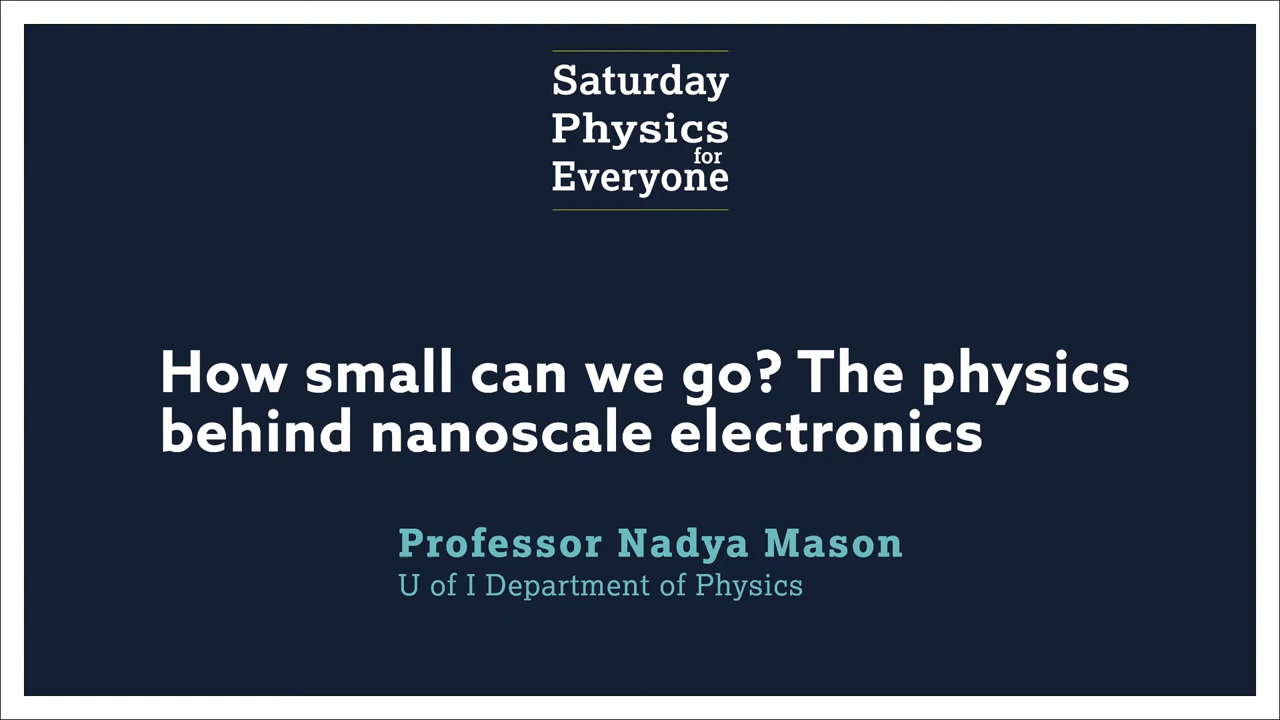 Saturday
Physics
for
Everyone
How small can we go? The physics
behind nanoscale electronics
Professor Nadya Mason
U of I Department of Physics